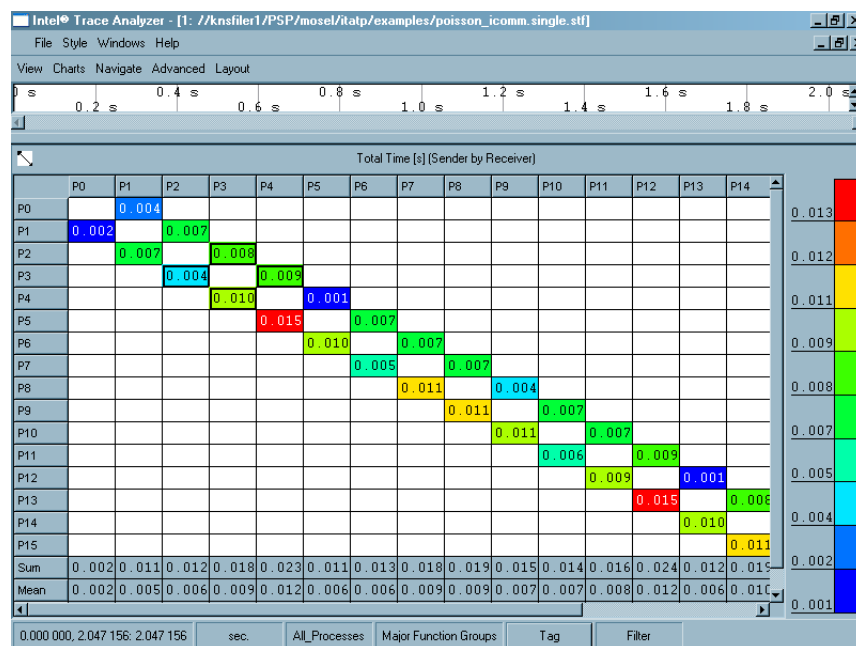 Intel® Trace Analyzer - [1: //knsfiler1/PSP/mosel/itatp/examples/poisson_icomm.single.stf]
File Style Windows Help
View Charts Navigate Advanced Layout
s 0.4 s 0.8 s 1.2 s 1.6 s 2.0 s
0.2 s 0.6 s 1.0 s 1.4 s 1.8 s
Total Time [s] (Sender by Receiver)
P0 P1 P2 P3 P4 P5 P6 P7 P8 P9 P10 P11 P12 P13 P14
P0 0.004
P1 0.002 0.007
P2 0.007 0.008
P3 0.004 0.009
P4 0.010 0.001
P5 0.015 0.007
P6 0.010 0.007
P7 0.005 0.007
P8 0.011 0.004
P9 0.011 0.007
P10 0.011 0.007
P11 0.006 0.009
P12 0.009 0.001
P13 0.015 0.008
P14 0.010
P15 0.011
Sum 0.002 0.011 0.012 0.018 0.023 0.011 0.013 0.018 0.019 0.015 0.014 0.016 0.024 0.012 0.019
Mean 0.002 0.005 0.006 0.009 0.012 0.006 0.006 0.009 0.009 0.007 0.007 0.008 0.012 0.006 0.010
0.013
0.012
0.011
0.009
0.008
0.007
0.005
0.004
0.002
0.001
0.000 000, 2.047 156: 2.047 156 sec. All_Processes Major Function Groups Tag Filter